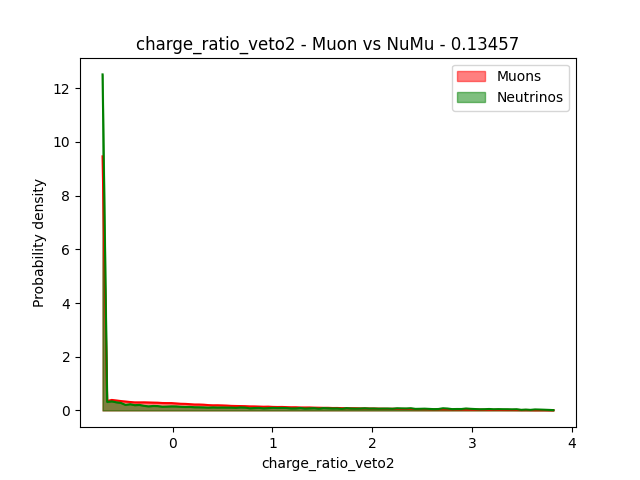 charge_ratio_veto2 - Muon vs NuMu - 0.13457
Muons
Neutrinos
Probability density
12
10
8
6
4
2
0
0 1 2 3 4
charge_ratio_veto2